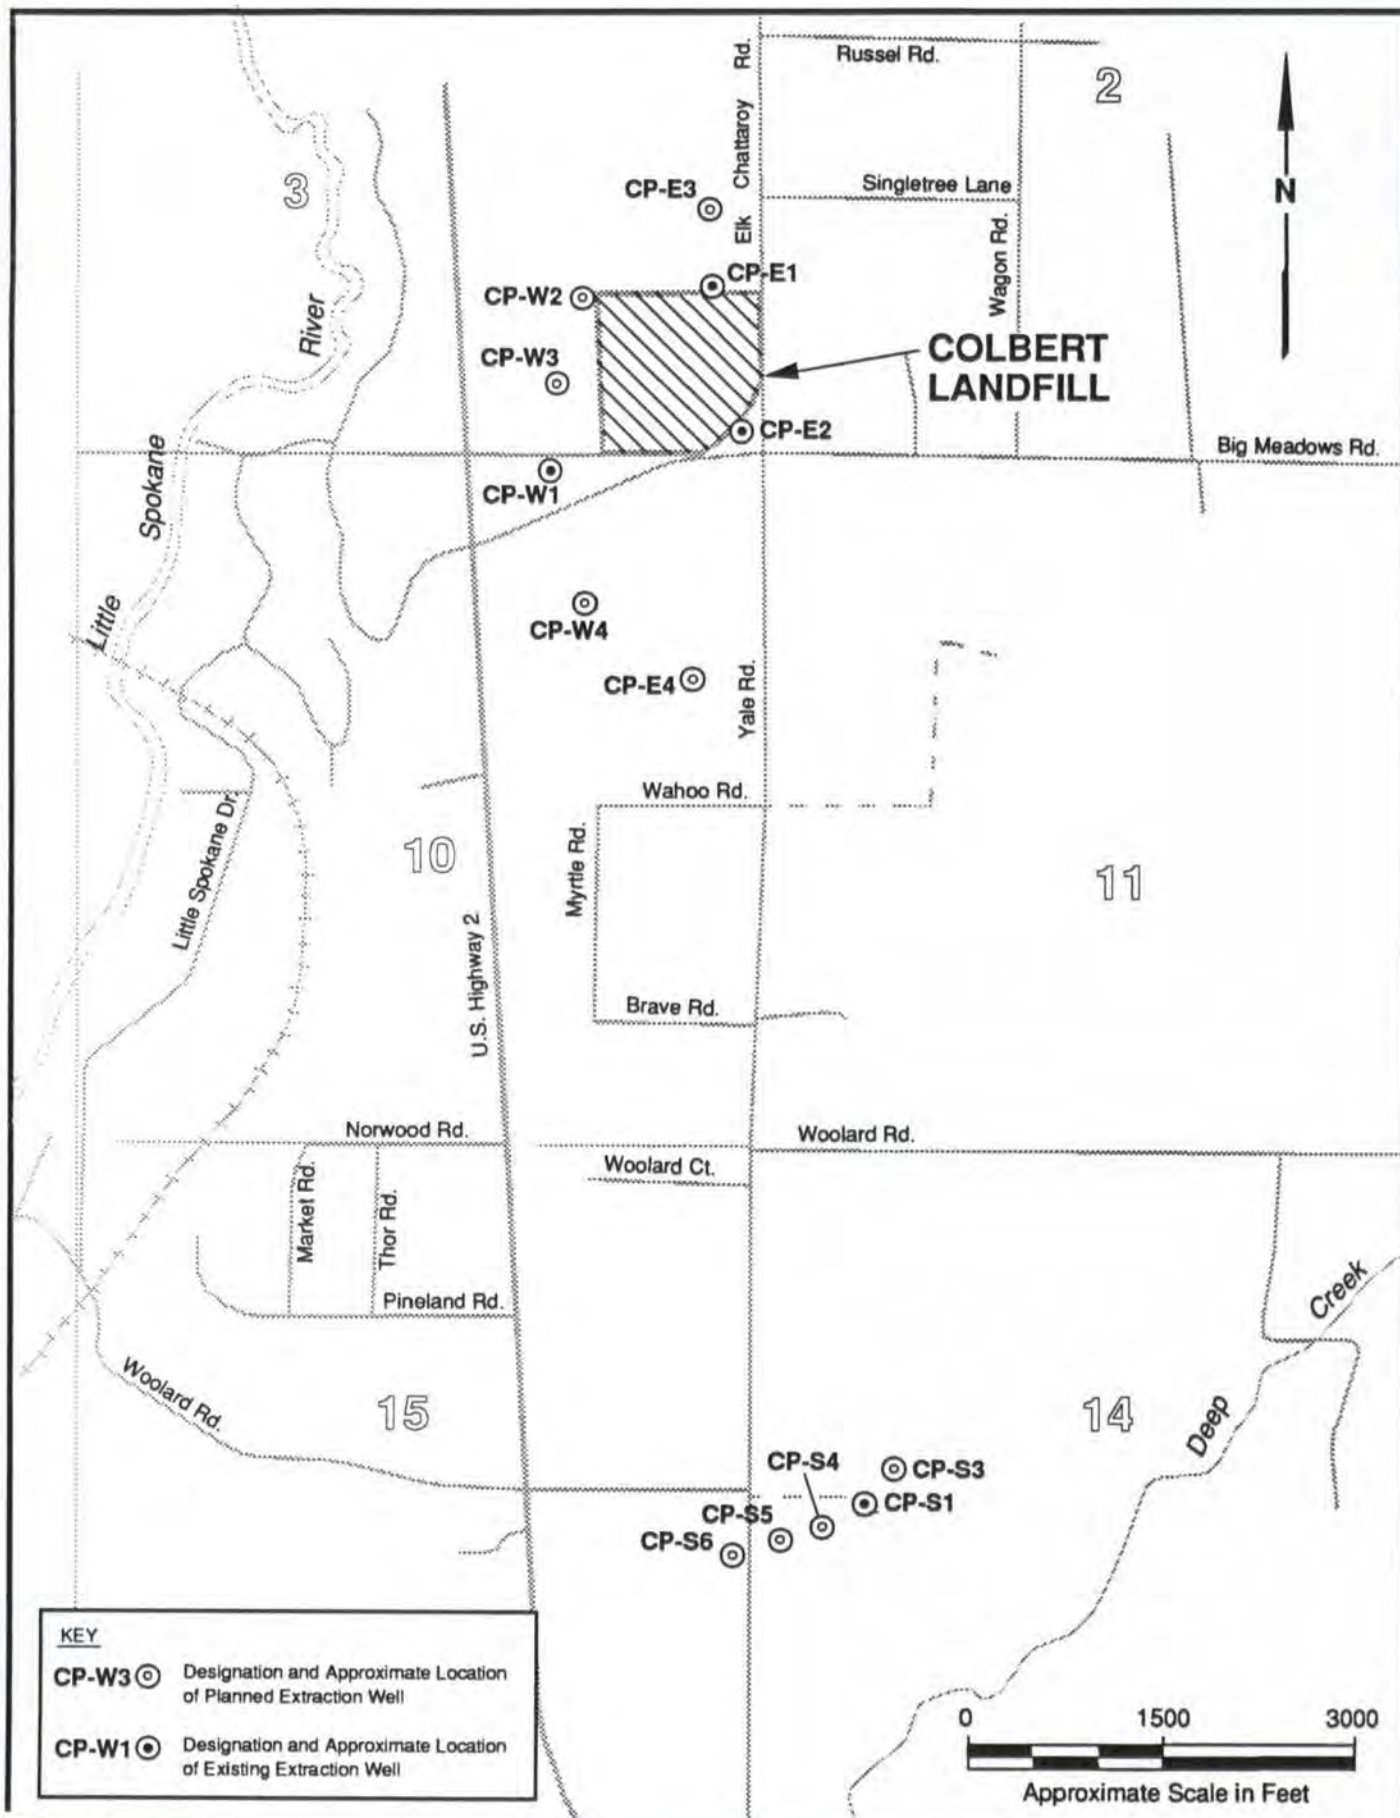 Russel Rd.
2
Elk Chattaroy Rd.
N
3
CP-E3
Singletree Lane
Wagon Rd.
CP-E1
CP-W2
River
CP-W3
COLBERT
LANDFILL
CP-E2
Big Meadows Rd.
Spokane
CP-W1
Little
CP-W4
CP-E4
Yale Rd.
Wahoo Rd.
Little Spokane Dr.
10
Myrtle Rd.
11
U.S. Highway 2
Brave Rd.
Norwood Rd.
Woolard Rd.
Woolard Ct.
Market Rd.
Thor Rd.
Pineland Rd.
Creek
Woolard Rd.
15
14
Deep
CP-S4
CP-S3
CP-S1
CP-S5
CP-S6
KEY
CP-W3 Designation and Approximate Location
of Planned Extraction Well
CP-W1 Designation and Approximate Location
of Existing Extraction Well
0 1500 3000
Approximate Scale in Feet